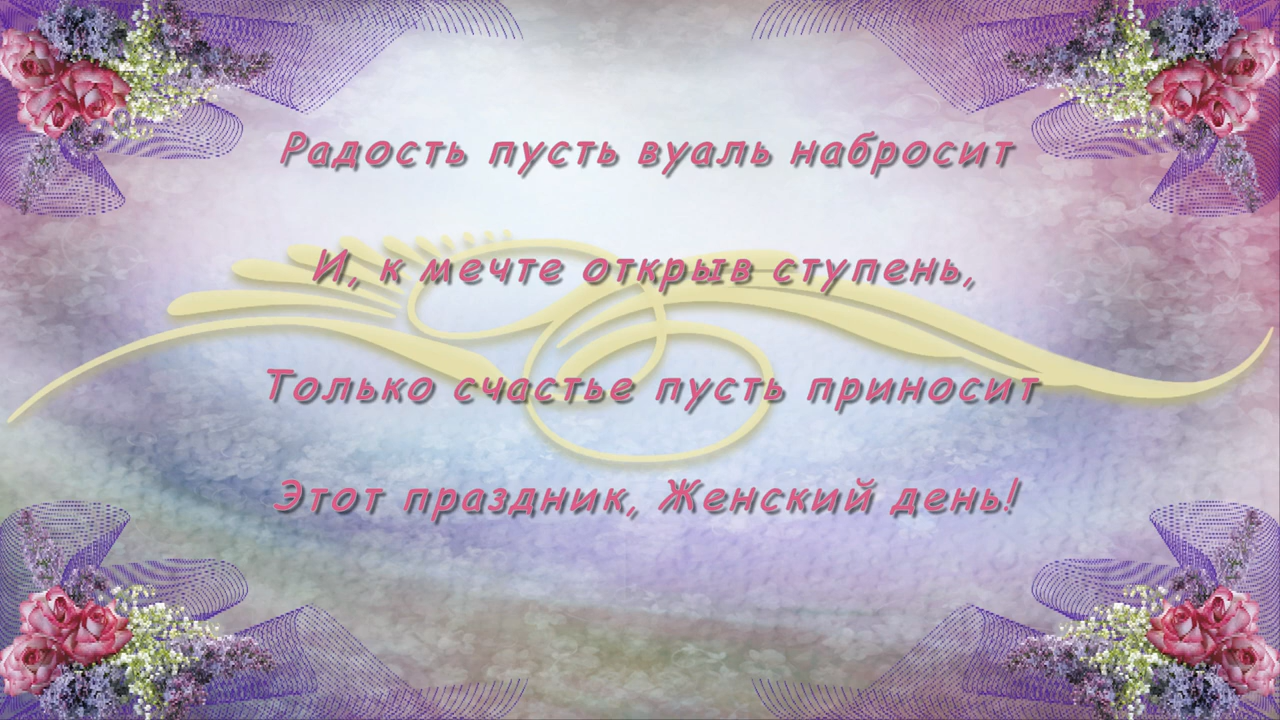 Радость пусть вуаль набросит
И, к мечте открыв ступень,
Только счастье пусть приносит
Этот праздник, Женский день!